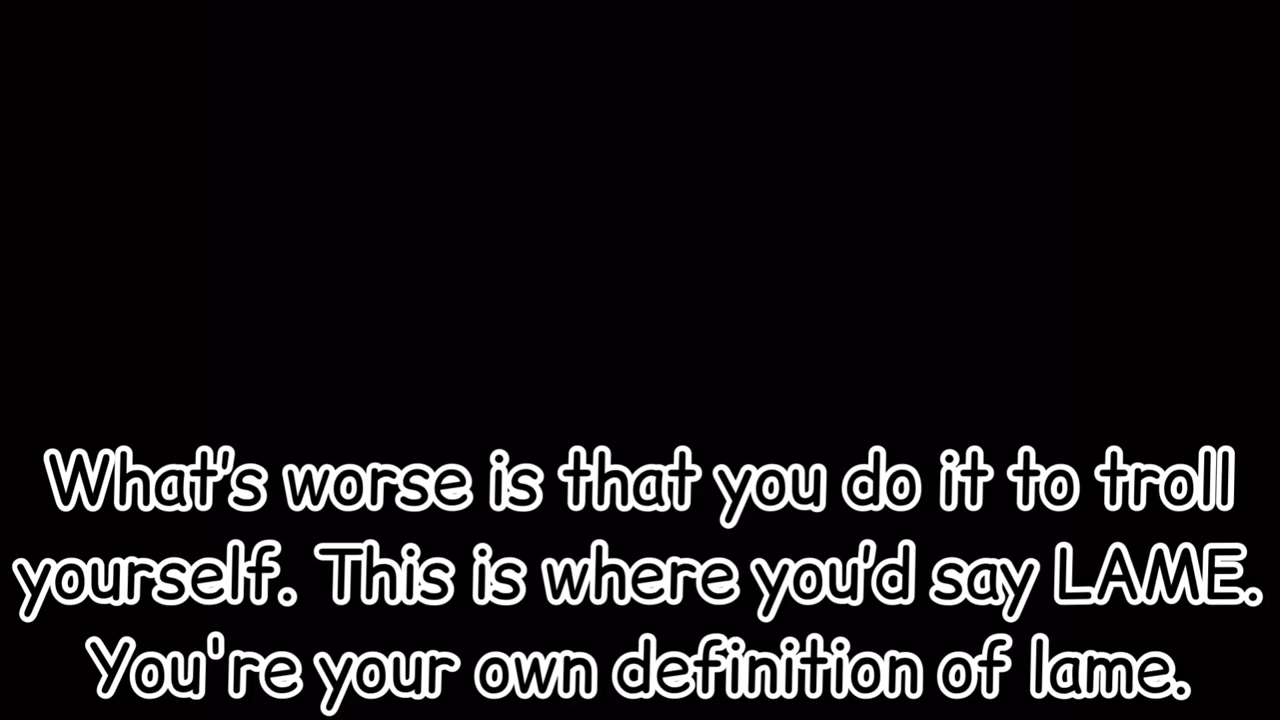 What's worse is that you do it to troll
yourself. This is where you'd say LAME.
You're your own definition of lame.